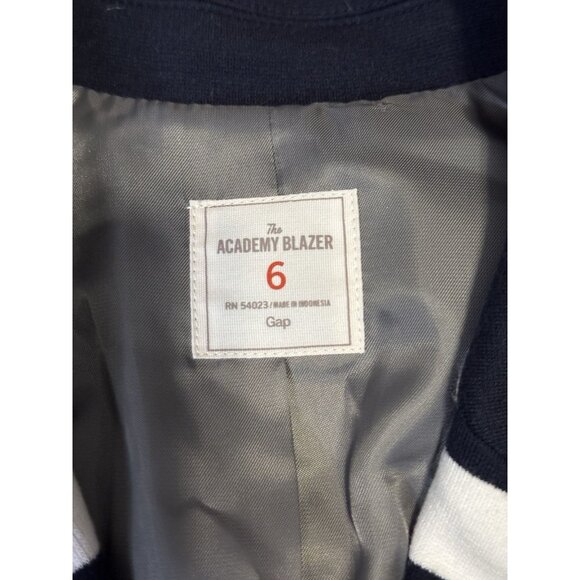 The
ACADEMY BLAZER
6
RN 54023/MADE IN INDONESIA
Gap